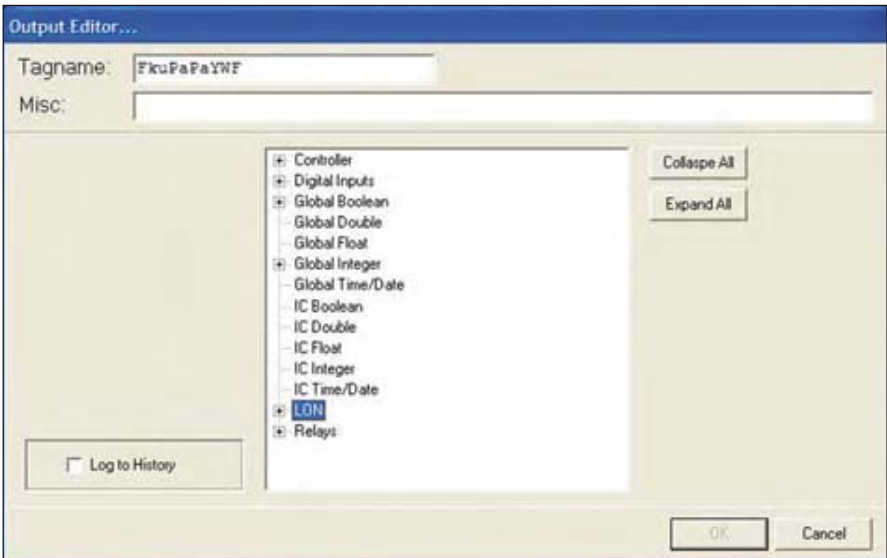 Output Editor...
Tagname: FkuPaPaYWF
Misc:
Controller
Digital Inputs
Global Boolean
Global Double
Global Float
Global Integer
Global Time/Date
IC Boolean
IC Double
IC Float
IC Integer
IC Time/Date
LON
Relays
Collaspe All
Expand All
Log to History
OK
Cancel